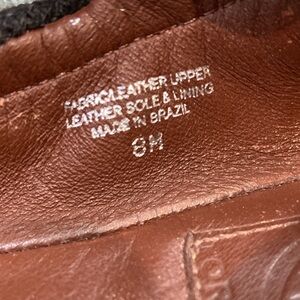 FABRIC/LEATHER UPPER
LEATHER SOLE & LINING
MADE IN BRAZIL
8M